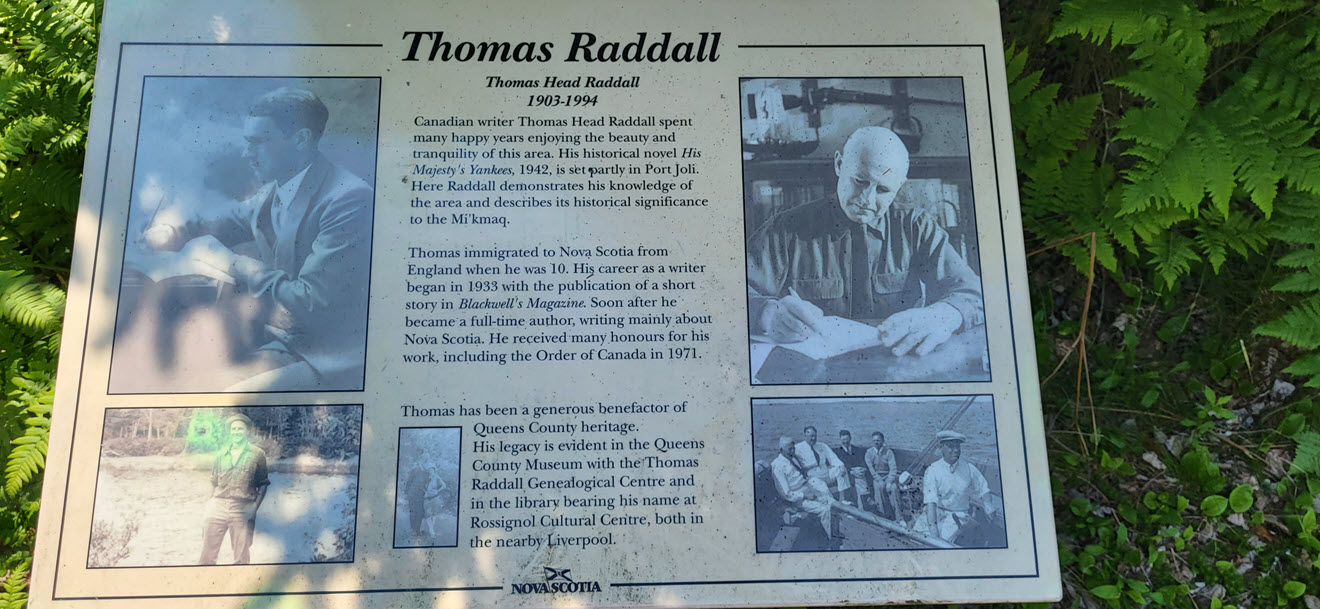 Thomas Raddall
Thomas Head Raddall
1903-1994
Canadian writer Thomas Head Raddall spent
many happy years enjoying the beauty and
tranquility of this area. His historical novel His
Majesty's Yankees, 1942, is set partly in Port Joli.
Here Raddall demonstrates his knowledge of
the area and describes its historical significance
to the Mi'kmaq.
Thomas immigrated to Nova Scotia from
England when he was 10. His career as a writer
began in 1933 with the publication of a short
story in Blackwell's Magazine. Soon after he
became a full-time author, writing mainly about
Nova Scotia. He received many honours for his
work, including the Order of Canada in 1971.
Thomas has been a generous benefactor of
Queens County heritage.
His legacy is evident in the Queens
County Museum with the Thomas
Raddall Genealogical Centre and
in the library bearing his name at
Rossignol Cultural Centre, both in
the nearby Liverpool.
NOVA SCOTIA